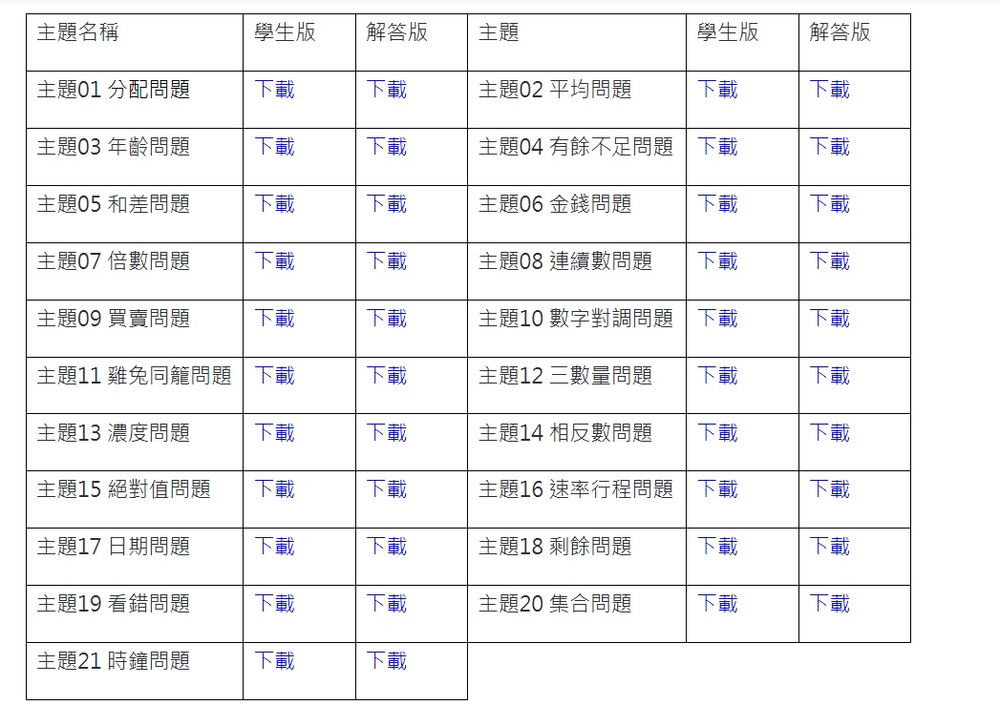 主題名稱 學生版 解答版 主題 學生版 解答版
主題01 分配問題 下載 下載 主題02 平均問題 下載 下載
主題03 年齡問題 下載 下載 主題04 有餘不足問題 下載 下載
主題05 和差問題 下載 下載 主題06 金錢問題 下載 下載
主題07 倍數問題 下載 下載 主題08 連續數問題 下載 下載
主題09 買賣問題 下載 下載 主題10 數字對調問題 下載 下載
主題11 雞兔同籠問題 下載 下載 主題12 三數量問題 下載 下載
主題13 濃度問題 下載 下載 主題14 相反數問題 下載 下載
主題15 絕對值問題 下載 下載 主題16 速率行程問題 下載 下載
主題17 日期問題 下載 下載 主題18 剩餘問題 下載 下載
主題19 看錯問題 下載 下載 主題20 集合問題 下載 下載
主題21 時鐘問題 下載 下載